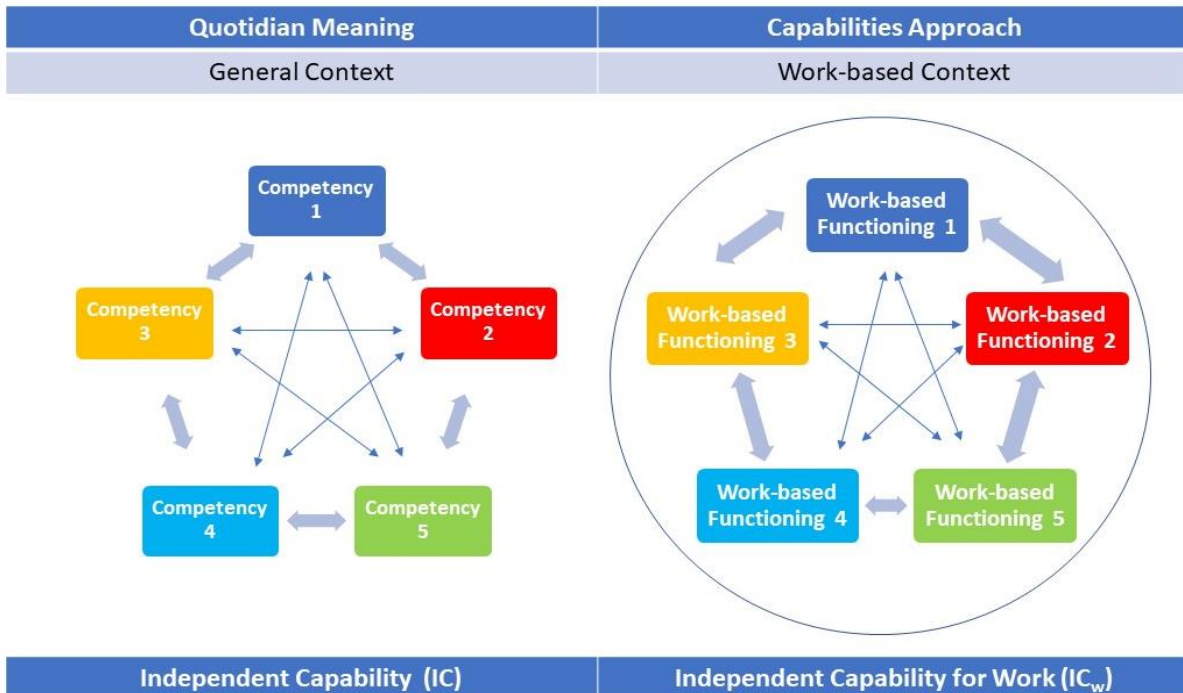 Quotidian Meaning
Capabilities Approach
General Context
Work-based Context
Competency
1
Competency
3
Competency
2
Competency
4
Competency
5
Work-based
Functioning 1
Work-based
Functioning 3
Work-based
Functioning 2
Work-based
Functioning 4
Work-based
Functioning 5
Independent Capability (IC)
Independent Capability for Work (ICw)